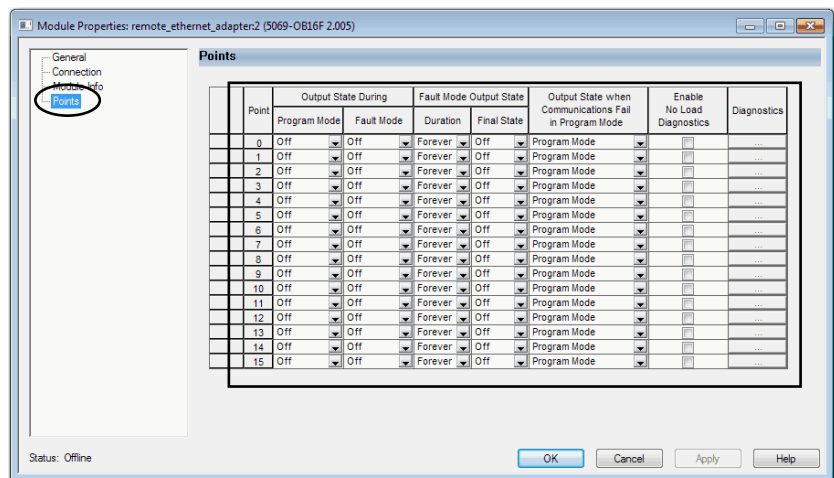 Module Properties: remote_ethernet_adapter:2 (5069-OB16F 2.005)
General
Connection
Module Info
Points
Points
Point
Output State During
Program Mode Fault Mode
Fault Mode Output State
Duration Final State
Output State when
Communications Fail
in Program Mode
Enable
No Load
Diagnostics
Diagnostics
0 Off Off Forever Off Program Mode ...
1 Off Off Forever Off Program Mode ...
2 Off Off Forever Off Program Mode ...
3 Off Off Forever Off Program Mode ...
4 Off Off Forever Off Program Mode ...
5 Off Off Forever Off Program Mode ...
6 Off Off Forever Off Program Mode ...
7 Off Off Forever Off Program Mode ...
8 Off Off Forever Off Program Mode ...
9 Off Off Forever Off Program Mode ...
10 Off Off Forever Off Program Mode ...
11 Off Off Forever Off Program Mode ...
12 Off Off Forever Off Program Mode ...
13 Off Off Forever Off Program Mode ...
14 Off Off Forever Off Program Mode ...
15 Off Off Forever Off Program Mode ...
Status: Offline
OK Cancel Apply Help